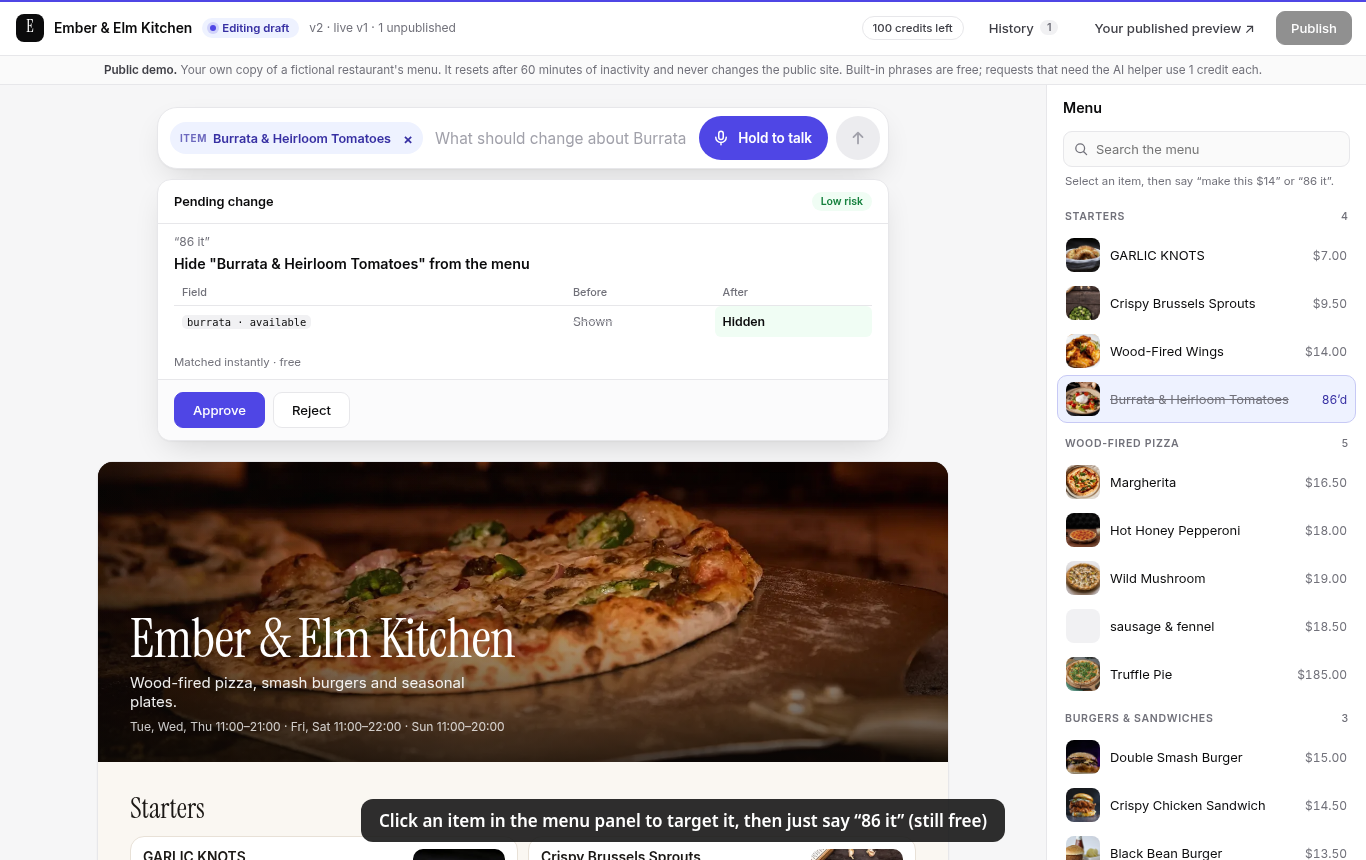 E Ember & Elm Kitchen Editing draft v2 · live v1 · 1 unpublished 100 credits left History 1 Your published preview ↗ Publish
Public demo. Your own copy of a fictional restaurant's menu. It resets after 60 minutes of inactivity and never changes the public site. Built-in phrases are free; requests that need the AI helper use 1 credit each.
ITEM Burrata & Heirloom Tomatoes × What should change about Burrata Hold to talk
Pending change Low risk
“86 it”
Hide "Burrata & Heirloom Tomatoes" from the menu
Field Before After
burrata · available Shown Hidden
Matched instantly · free
Approve Reject
Ember & Elm Kitchen
Wood-fired pizza, smash burgers and seasonal
plates.
Tue, Wed, Thu 11:00–21:00 · Fri, Sat 11:00–22:00 · Sun 11:00–20:00
Starters
GARLIC KNOTS Crispy Brussels Sprouts
Click an item in the menu panel to target it, then just say “86 it” (still free)
Menu
Search the menu
Select an item, then say “make this $14” or “86 it”.
STARTERS 4
GARLIC KNOTS $7.00
Crispy Brussels Sprouts $9.50
Wood-Fired Wings $14.00
Burrata & Heirloom Tomatoes 86’d
WOOD-FIRED PIZZA 5
Margherita $16.50
Hot Honey Pepperoni $18.00
Wild Mushroom $19.00
sausage & fennel $18.50
Truffle Pie $185.00
BURGERS & SANDWICHES 3
Double Smash Burger $15.00
Crispy Chicken Sandwich $14.50
Black Bean Burger $13.50